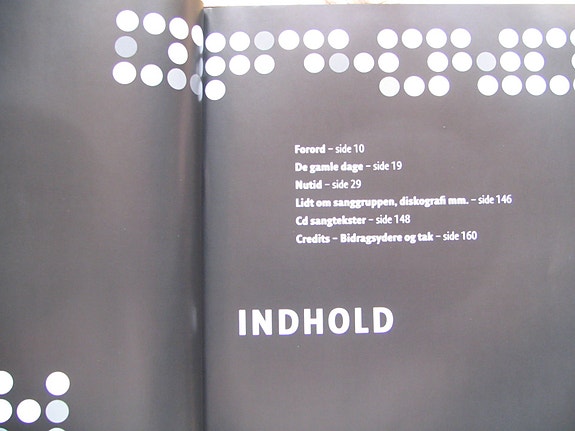 Forord – side 10
De gamle dage – side 19
Nutid – side 29
Lidt om sanggruppen, diskografi mm. – side 146
Cd sangtekster – side 148
Credits – Bidragsydere og tak – side 160
INDHOLD